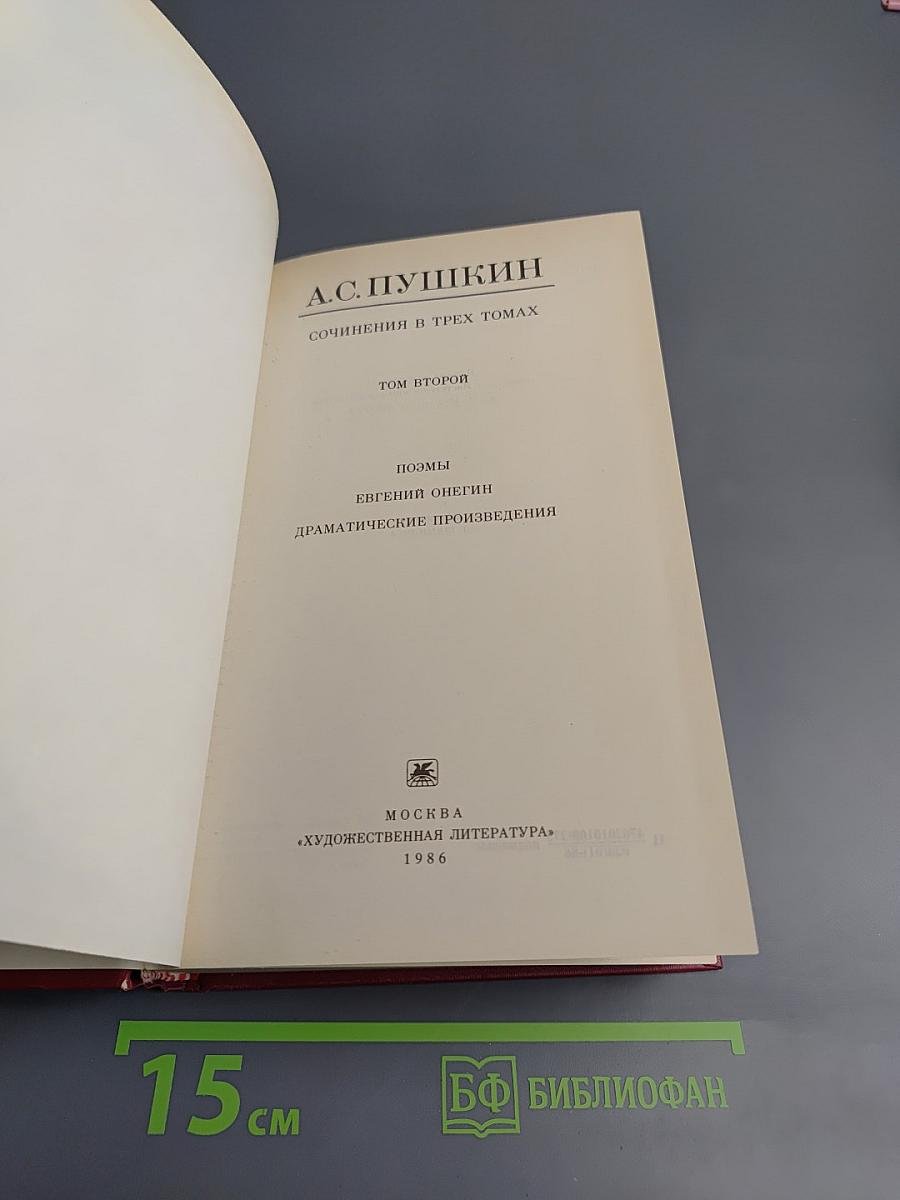 А.С. ПУШКИН
СОЧИНЕНИЯ В ТРЕХ ТОМАХ
ТОМ ВТОРОЙ
ПОЭМЫ
ЕВГЕНИЙ ОНЕГИН
ДРАМАТИЧЕСКИЕ ПРОИЗВЕДЕНИЯ
МОСКВА
«ХУДОЖЕСТВЕННАЯ ЛИТЕРАТУРА»
1986
15 см
БФ БИБЛИОФАН